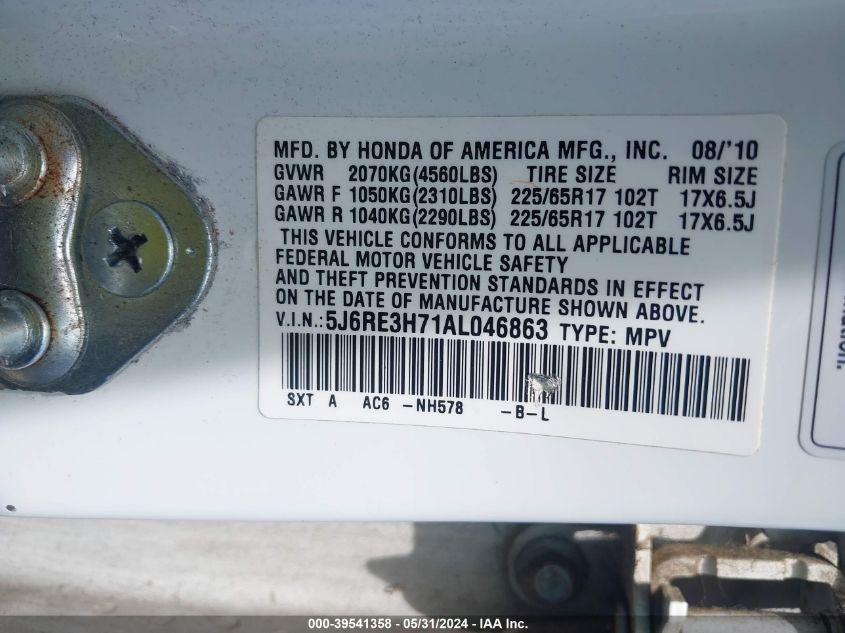 MFD. BY HONDA OF AMERICA MFG., INC. 08/'10
GVWR 2070KG(4560LBS) TIRE SIZE RIM SIZE
GAWR F 1050KG(2310LBS) 225/65R17 102T 17X6.5J
GAWR R 1040KG(2290LBS) 225/65R17 102T 17X6.5J
THIS VEHICLE CONFORMS TO ALL APPLICABLE
FEDERAL MOTOR VEHICLE SAFETY
AND THEFT PREVENTION STANDARDS IN EFFECT
ON THE DATE OF MANUFACTURE SHOWN ABOVE.
V.I.N.:5J6RE3H71AL046863 TYPE: MPV
SXT A AC6 -NH578 -B-L
000-39541358 - 05/31/2024 - IAA Inc.